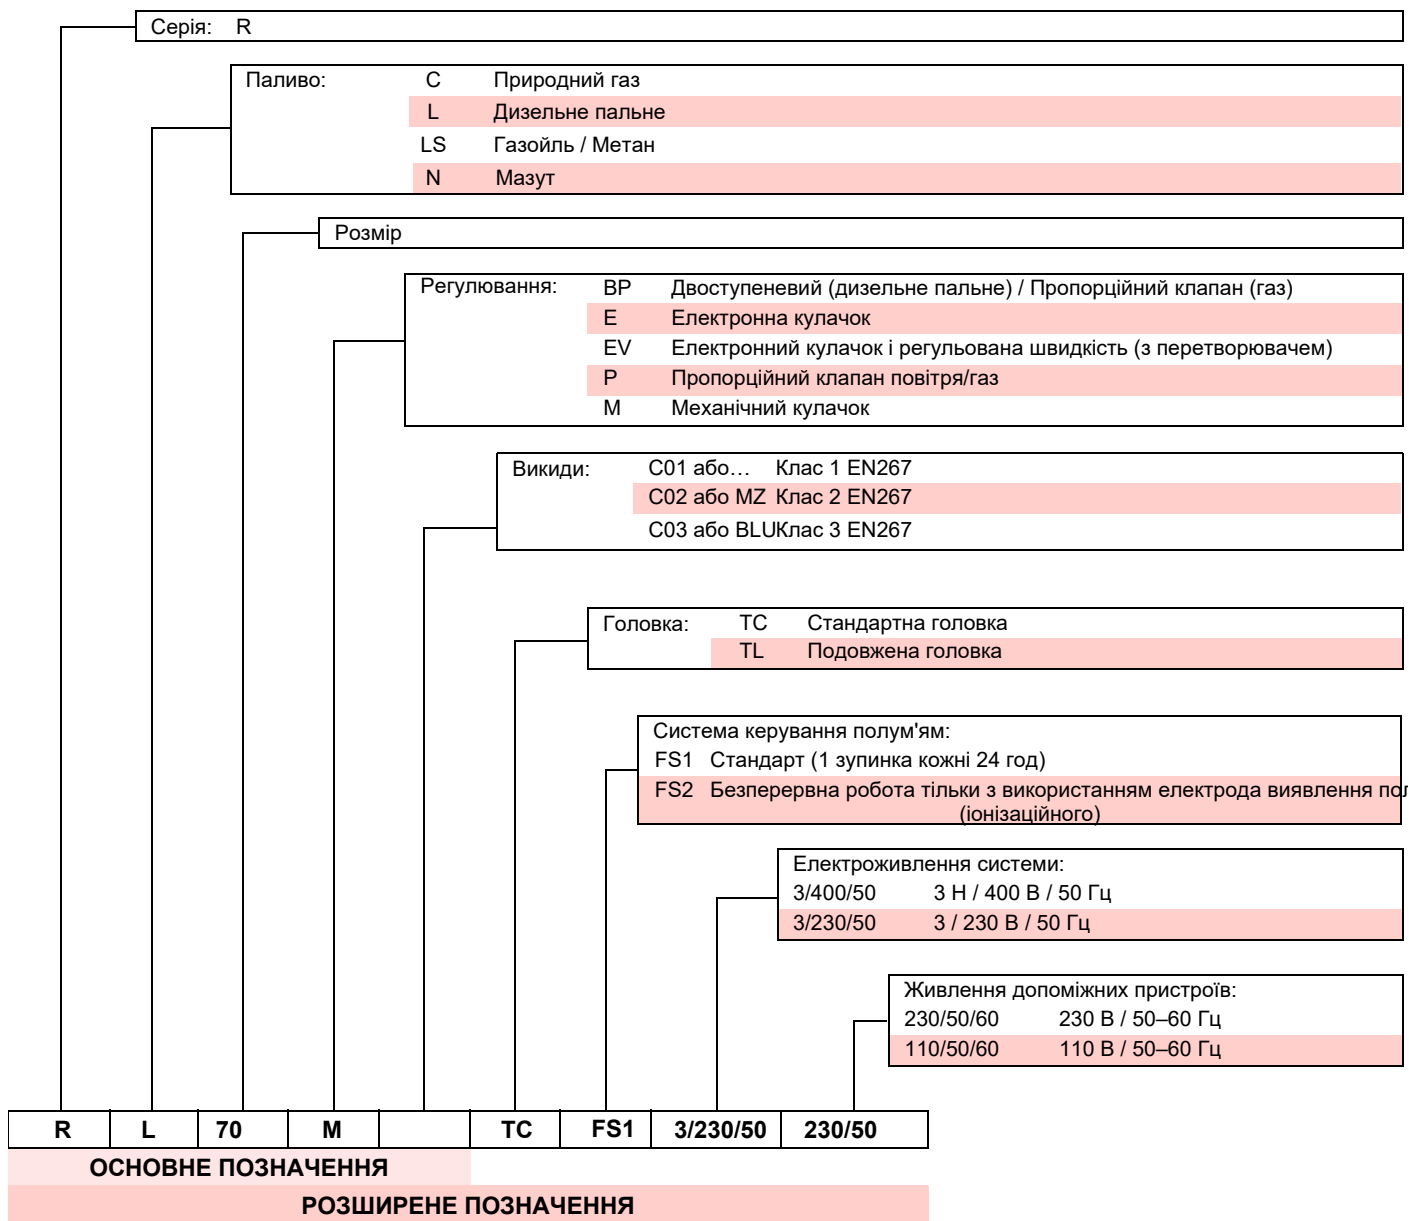 Серія: R
Паливо: C Природний газ
L Дизельне пальне
LS Газойль / Метан
N Мазут
Розмір
Регулювання: BP Двоступеневий (дизельне пальне) / Пропорційний клапан (газ)
E Електронна кулачок
EV Електронний кулачок і регульована швидкість (з перетворювачем)
P Пропорційний клапан повітря/газ
M Механічний кулачок
Викиди: C01 або… Клас 1 EN267
C02 або MZ Клас 2 EN267
C03 або BLU Клас 3 EN267
Головка: TC Стандартна головка
TL Подовжена головка
Система керування полум'ям:
FS1 Стандарт (1 зупинка кожні 24 год)
FS2 Безперервна робота тільки з використанням електрода виявлення
(іонізаційного)
Електроживлення системи:
3/400/50 3 Н / 400 В / 50 Гц
3/230/50 3 / 230 В / 50 Гц
Живлення допоміжних пристроїв:
230/50/60 230 В / 50–60 Гц
110/50/60 110 В / 50–60 Гц
R L 70 M TC FS1 3/230/50 230/50
ОСНОВНЕ ПОЗНАЧЕННЯ
РОЗШИРЕНЕ ПОЗНАЧЕННЯ